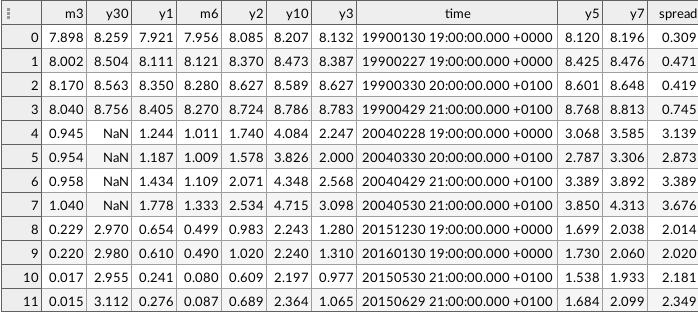 m3 y30 y1 m6 y2 y10 y3 time y5 y7 spread
0 7.898 8.259 7.921 7.956 8.085 8.207 8.132 19900130 19:00:00.000 +0000 8.120 8.196 0.309
1 8.002 8.504 8.111 8.121 8.370 8.473 8.387 19900227 19:00:00.000 +0000 8.425 8.476 0.471
2 8.170 8.563 8.350 8.280 8.627 8.589 8.627 19900330 20:00:00.000 +0100 8.601 8.648 0.419
3 8.040 8.756 8.405 8.270 8.724 8.786 8.783 19900429 21:00:00.000 +0100 8.768 8.813 0.745
4 0.945 NaN 1.244 1.011 1.740 4.084 2.247 20040228 19:00:00.000 +0000 3.068 3.585 3.139
5 0.954 NaN 1.187 1.009 1.578 3.826 2.000 20040330 20:00:00.000 +0100 2.787 3.306 2.873
6 0.958 NaN 1.434 1.109 2.071 4.348 2.568 20040429 21:00:00.000 +0100 3.389 3.892 3.389
7 1.040 NaN 1.778 1.333 2.534 4.715 3.098 20040530 21:00:00.000 +0100 3.850 4.313 3.676
8 0.229 2.970 0.654 0.499 0.983 2.243 1.280 20151230 19:00:00.000 +0000 1.699 2.038 2.014
9 0.220 2.980 0.610 0.490 1.020 2.240 1.310 20160130 19:00:00.000 +0000 1.730 2.060 2.020
10 0.017 2.955 0.241 0.080 0.609 2.197 0.977 20150530 21:00:00.000 +0100 1.538 1.933 2.181
11 0.015 3.112 0.276 0.087 0.689 2.364 1.065 20150629 21:00:00.000 +0100 1.684 2.099 2.349